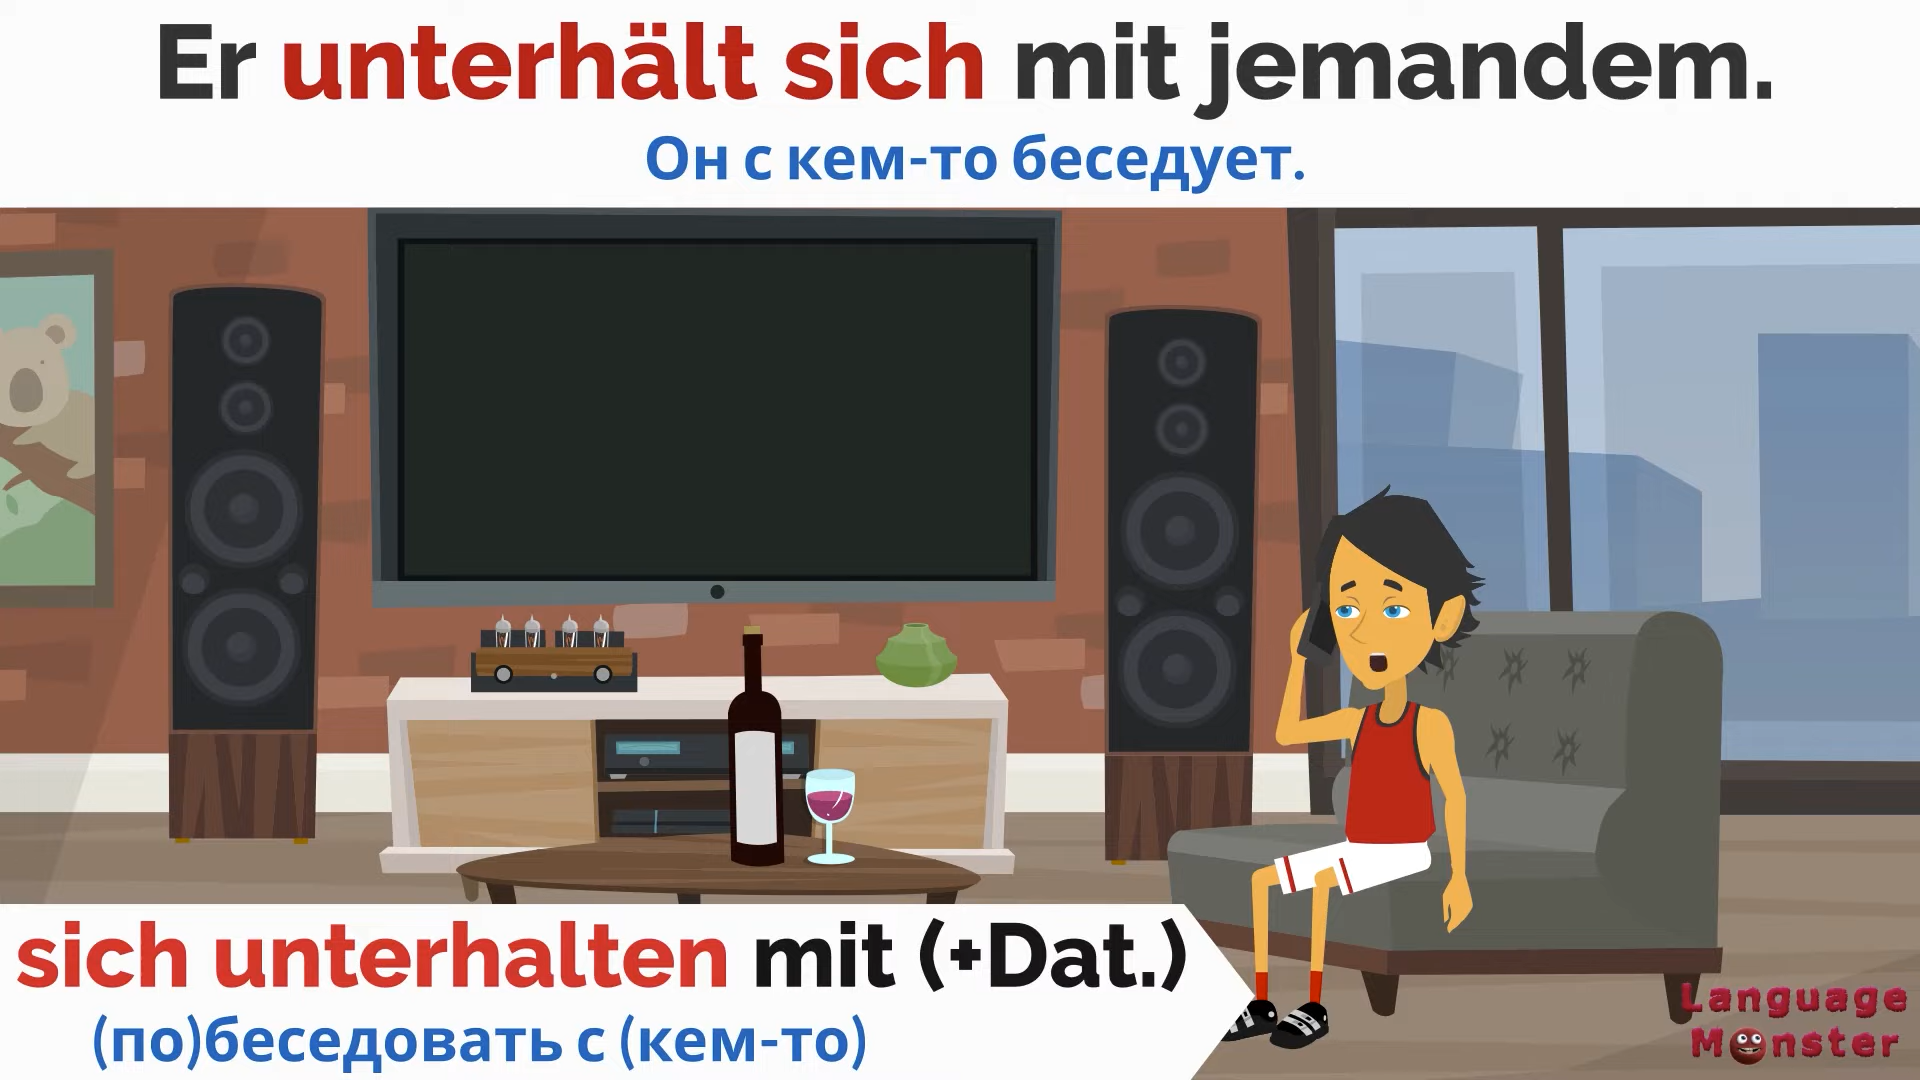 Er unterhält sich mit jemandem.
Он с кем-то беседует.
sich unterhalten mit (+Dat.)
(по)беседовать с (кем-то)
Language
Monster